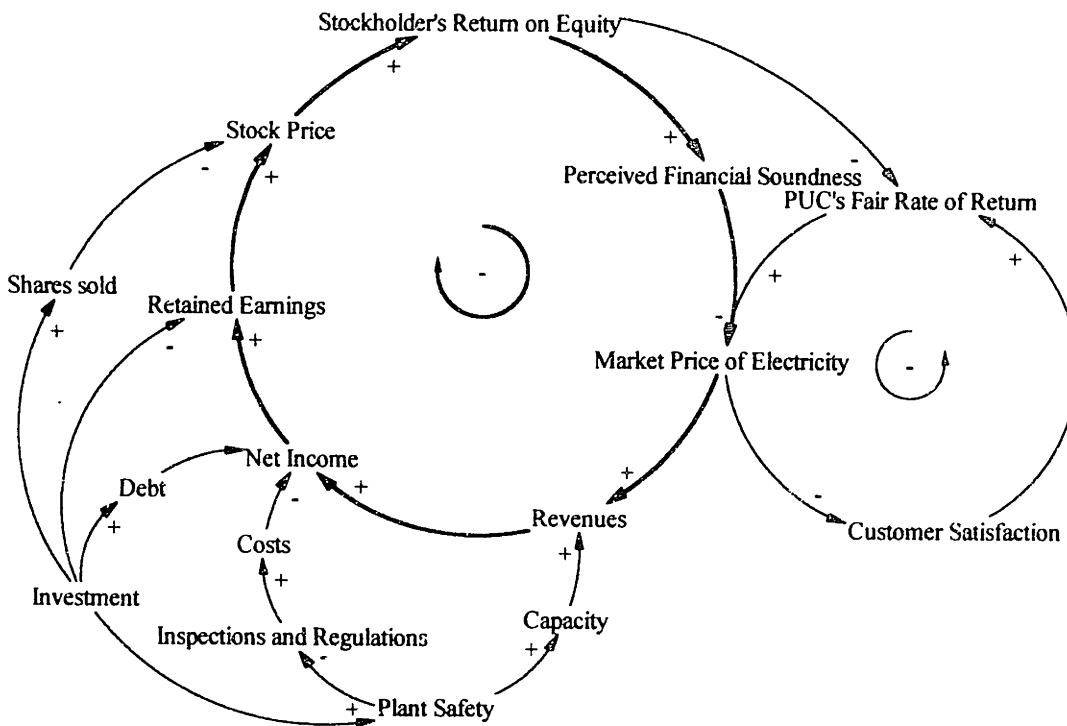 Stockholder's Return on Equity
+
Stock Price
+
-
+
+
-
Perceived Financial Soundness
PUC's Fair Rate of Return
+
+
Shares sold
+
Retained Earnings
-
+
-
-
Market Price of Electricity
-
Net Income
+
+
Debt
-
+
Revenues
-
Customer Satisfaction
Costs
+
+
Investment
Inspections and Regulations
Capacity
-
+
+
Plant Safety